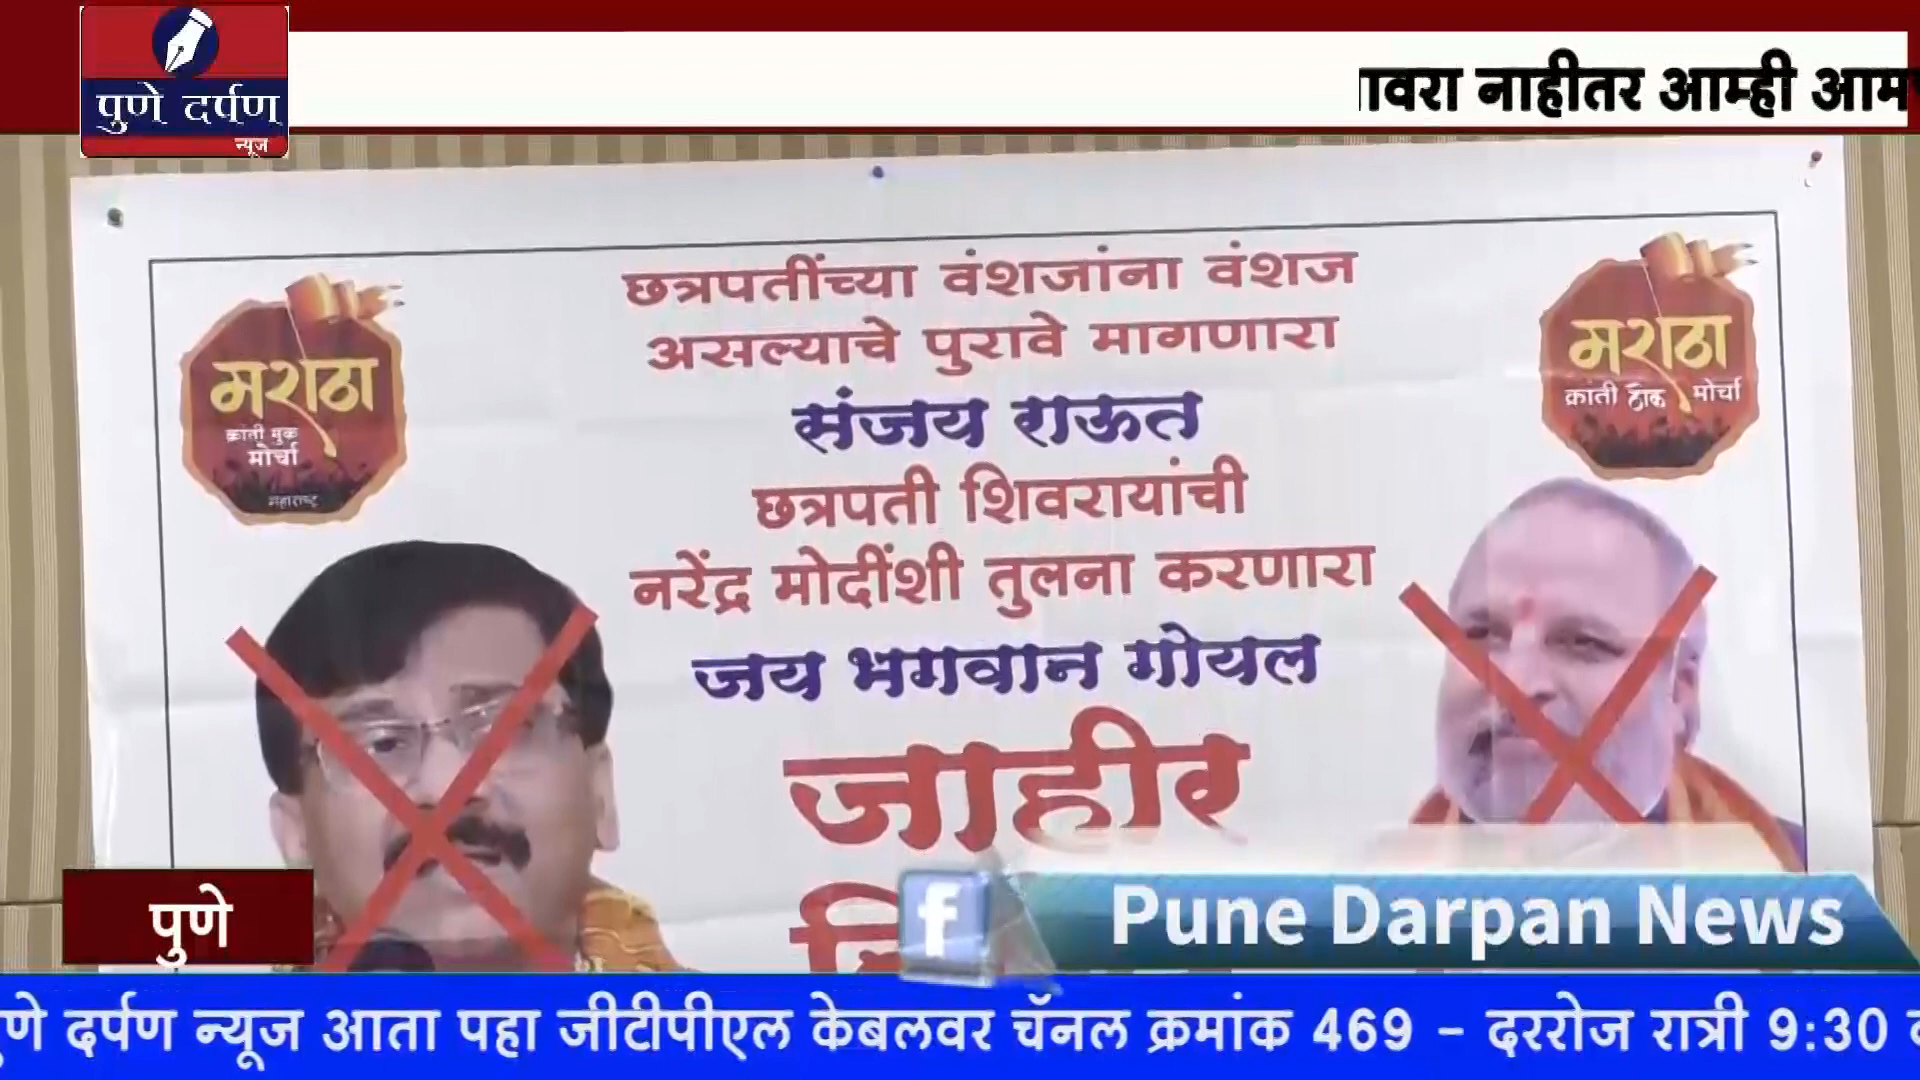 पुणे दर्पण
न्यूज
नाहीतर आम्ही
छत्रपतींच्या वंशजांना वंशज
असल्याचे पुरावे मागणारा
संजय राऊत
छत्रपती शिवरायांची
नरेंद्र मोदींशी तुलना करणारा
जय भगवान गोयल
जाहीर
मराठा
क्रांती मुक
मोर्चा
महाराष्ट्र
मराठा
क्रांती ठोक मोर्चा
पुणे
f Pune Darpan News
दर्पण न्यूज आता पहा जीटीपीएल केबलवर चॅनल क्रमांक 469 - दररोज रात्री 9:30